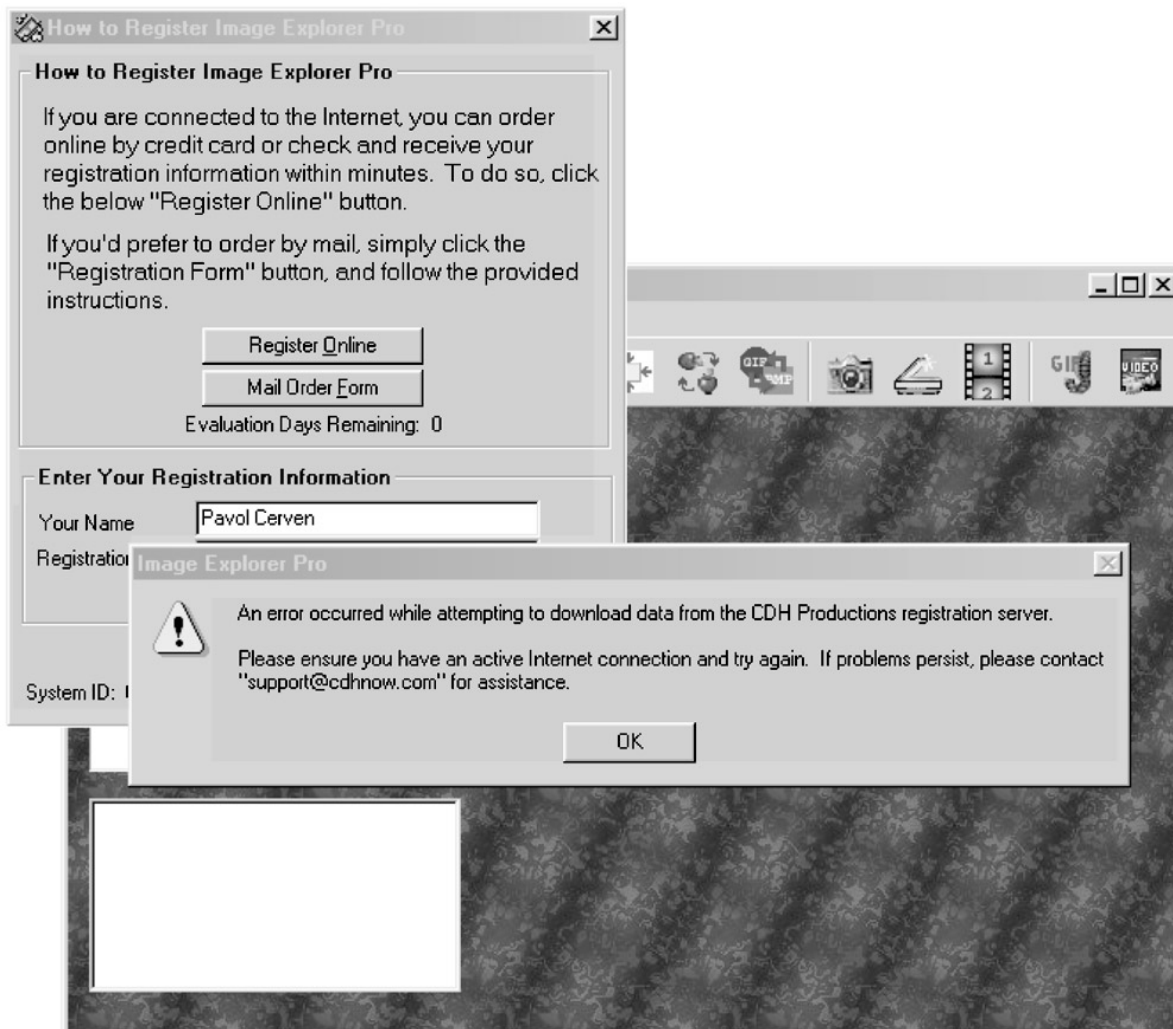 How to Register Image Explorer Pro
How to Register Image Explorer Pro
If you are connected to the Internet, you can order
online by credit card or check and receive your
registration information within minutes. To do so, click
the below "Register Online" button.
If you'd prefer to order by mail, simply click the
"Registration Form" button, and follow the provided
instructions.
Register Online
Mail Order Form
Evaluation Days Remaining: 0
GIF
BMP
1
2
GIF
VIDEO
Enter Your Registration Information
Your Name
Pavol Cerven
Registration
Image Explorer Pro
An error occurred while attempting to download data from the CDH Productions registration server.
Please ensure you have an active Internet connection and try again. If problems persist, please contact
"support@cdhnow.com" for assistance.
OK
System ID: